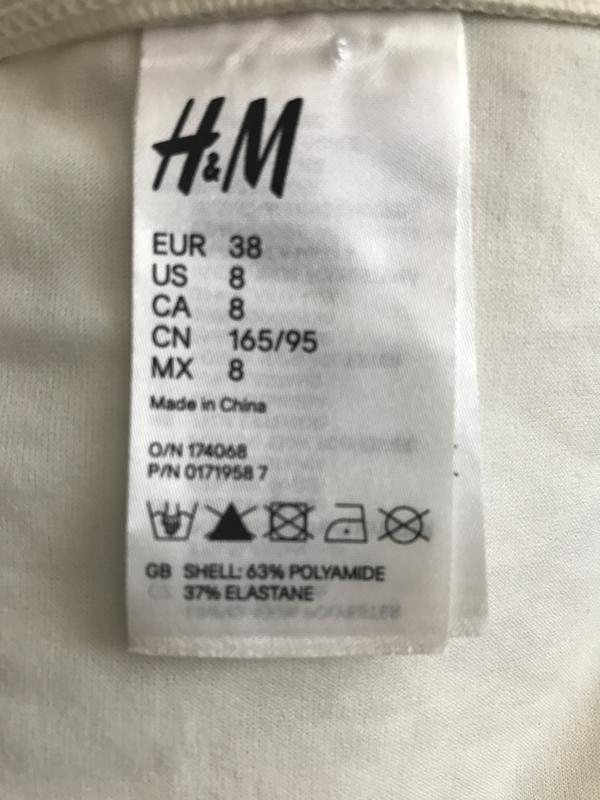 H&M
EUR 38
US 8
CA 8
CN 165/95
MX 8
Made in China
O/N 174068
P/N 0171958 7
GB SHELL: 63% POLYAMIDE
37% ELASTANE